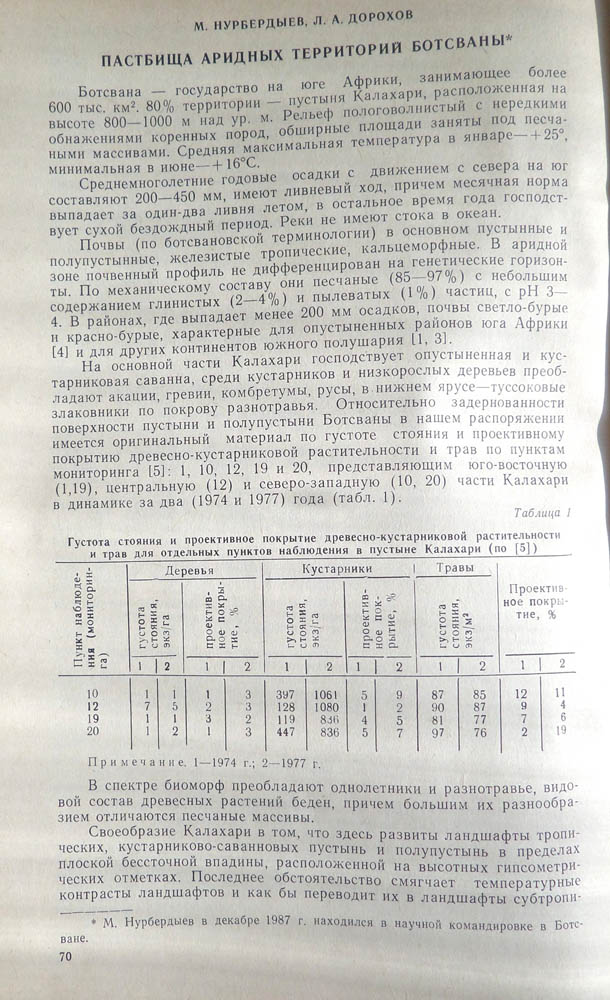 М. НУРБЕРДЫЕВ, Л. А. ДОРОХОВ
ПАСТБИЩА АРИДНЫХ ТЕРРИТОРИЙ БОТСВАНЫ*
Ботсвана — государство на юге Африки, занимающее более
600 тыс. км². 80% территории — пустыня Калахари, расположенная на
высоте 800—1000 м над ур. м. Рельеф пологоволнистый с нередкими
обнажениями коренных пород, обширные площади заняты под песча-
ными массивами. Средняя максимальная температура в январе—+25°,
минимальная в июне—+16°С.
Среднемноголетние годовые осадки с движением с севера на юг
составляют 200—450 мм, имеют ливневый ход, причем месячная норма
выпадает за один-два ливня летом, в остальное время года господст-
вует сухой бездождный период. Реки не имеют стока в океан.
Почвы (по ботсвановской терминологии) в основном пустынные и
полупустынные, железистые тропические, кальцеморфные. В аридной
зоне почвенный профиль не дифференцирован на генетические горизон-
ты. По механическому составу они песчаные (85—97%) с небольшим
содержанием глинистых (2—4%) и пылеватых (1%) частиц, с pH 3—
4. В районах, где выпадает менее 200 мм осадков, почвы светло-бурые
и красно-бурые, характерные для опустыненных районов юга Африки
[4] и для других континентов южного полушария [1, 3].
На основной части Калахари господствует опустыненная и кус-
тарниковая саванна, среди кустарников и низкорослых деревьев преоб-
ладают акации, гревии, комбретумы, русы, в нижнем ярусе—туссоковые
злаковники по покрову разнотравья. Относительно задернованности
поверхности пустыни и полупустыни Ботсваны в нашем распоряжении
имеется оригинальный материал по густоте стояния и проективному
покрытию древесно-кустарниковой растительности и трав по пунктам
мониторинга [5]: 1, 10, 12, 19 и 20, представляющим юго-восточную
(1,19), центральную (12) и северо-западную (10, 20) части Калахари
в динамике за два (1974 и 1977) года (табл. 1).
Таблица 1
Густота стояния и проективное покрытие древесно-кустарниковой растительности
и трав для отдельных пунктов наблюдения в пустыне Калахари (по [5])
Пункт наблюде-
ния (мониторин-
га)
Деревья
Кустарники
Травы
Проектив-
ное покры-
тие, %
густота
стояния,
экз/га
проектив-
ное покры-
тие, %
густота
стояния,
экз/га
проектив-
ное пок-
рытие, %
густота
стояния,
экз/м²
1 2 1 2 1 2 1 2 1 2 1 2
10 1 1 1 3 397 1061 5 9 87 85 12 11
12 7 5 2 3 128 1080 1 2 90 87 9 4
19 1 1 3 2 119 836 4 5 81 77 7 6
20 1 2 1 3 447 836 5 7 97 76 2 19
Примечание. 1—1974 г.; 2—1977 г.
В спектре биоморф преобладают однолетники и разнотравье, видо-
вой состав древесных растений беден, причем большим их разнообра-
зием отличаются песчаные массивы.
Своеобразие Калахари в том, что здесь развиты ландшафты тропи-
ческих, кустарниково-саванновых пустынь и полупустынь в пределах
плоской бессточной впадины, расположенной на высотных гипсометри-
ческих отметках. Последнее обстоятельство смягчает температурные
контрасты ландшафтов и как бы переводит их в ландшафты субтропи-
* М. Нурбердыев в декабре 1987 г. находился в научной командировке в Ботс-
ване.
70